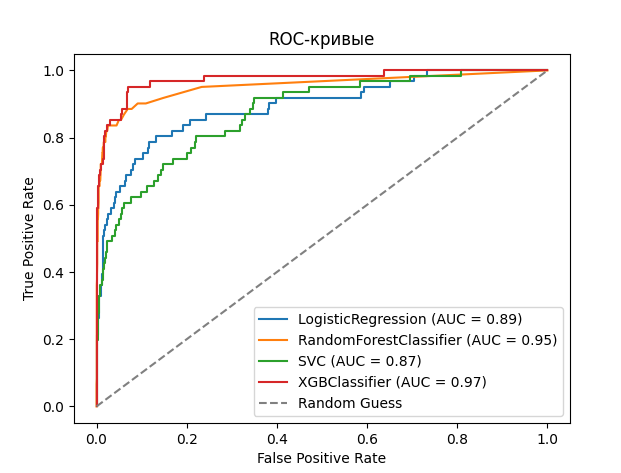 ROC-кривые
True Positive Rate
1.0
0.8
0.6
0.4
0.2
0.0
LogisticRegression (AUC = 0.89)
RandomForestClassifier (AUC = 0.95)
SVC (AUC = 0.87)
XGBClassifier (AUC = 0.97)
Random Guess
0.0 0.2 0.4 0.6 0.8 1.0
False Positive Rate